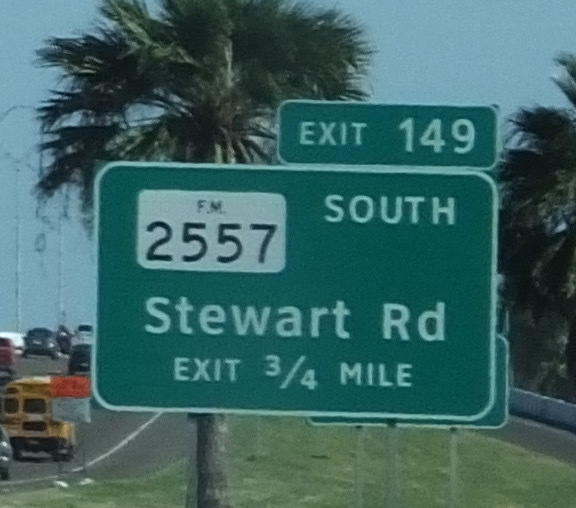 EXIT 149
F.M.
2557 SOUTH
Stewart Rd
EXIT 3/4 MILE